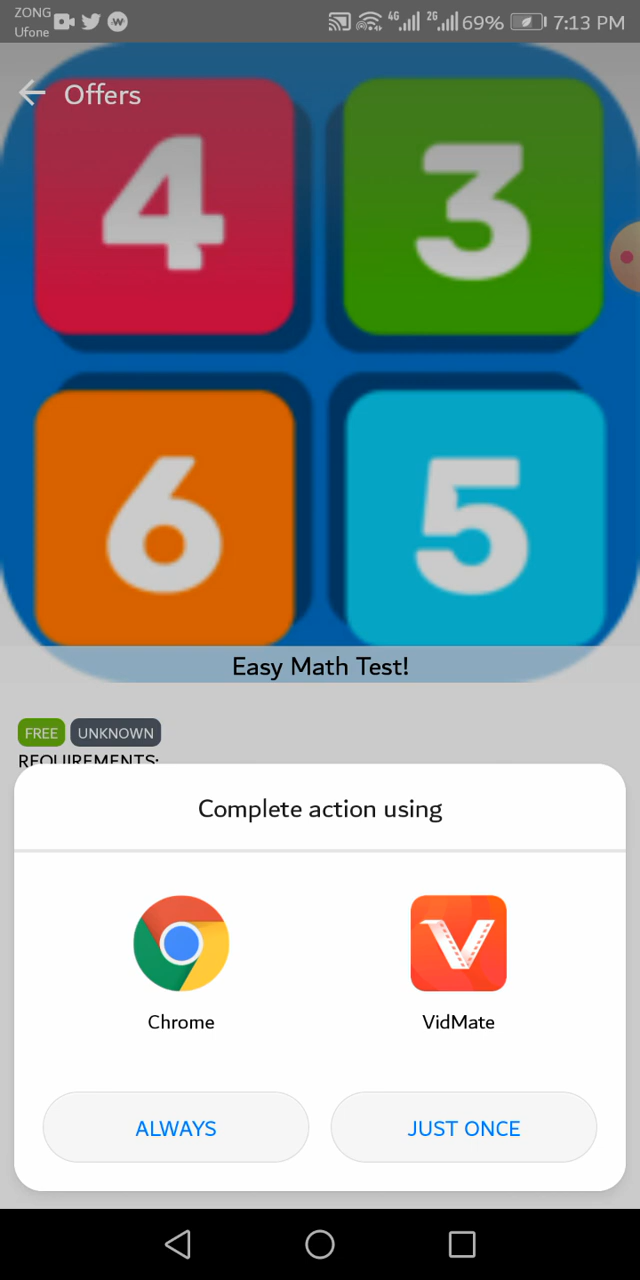 ZONG
Ufone
4G
2G
69%
7:13 PM
Offers
4
3
6
5
Easy Math Test!
FREE
UNKNOWN
REQUIREMENTS:
Complete action using
Chrome
VidMate
ALWAYS
JUST ONCE